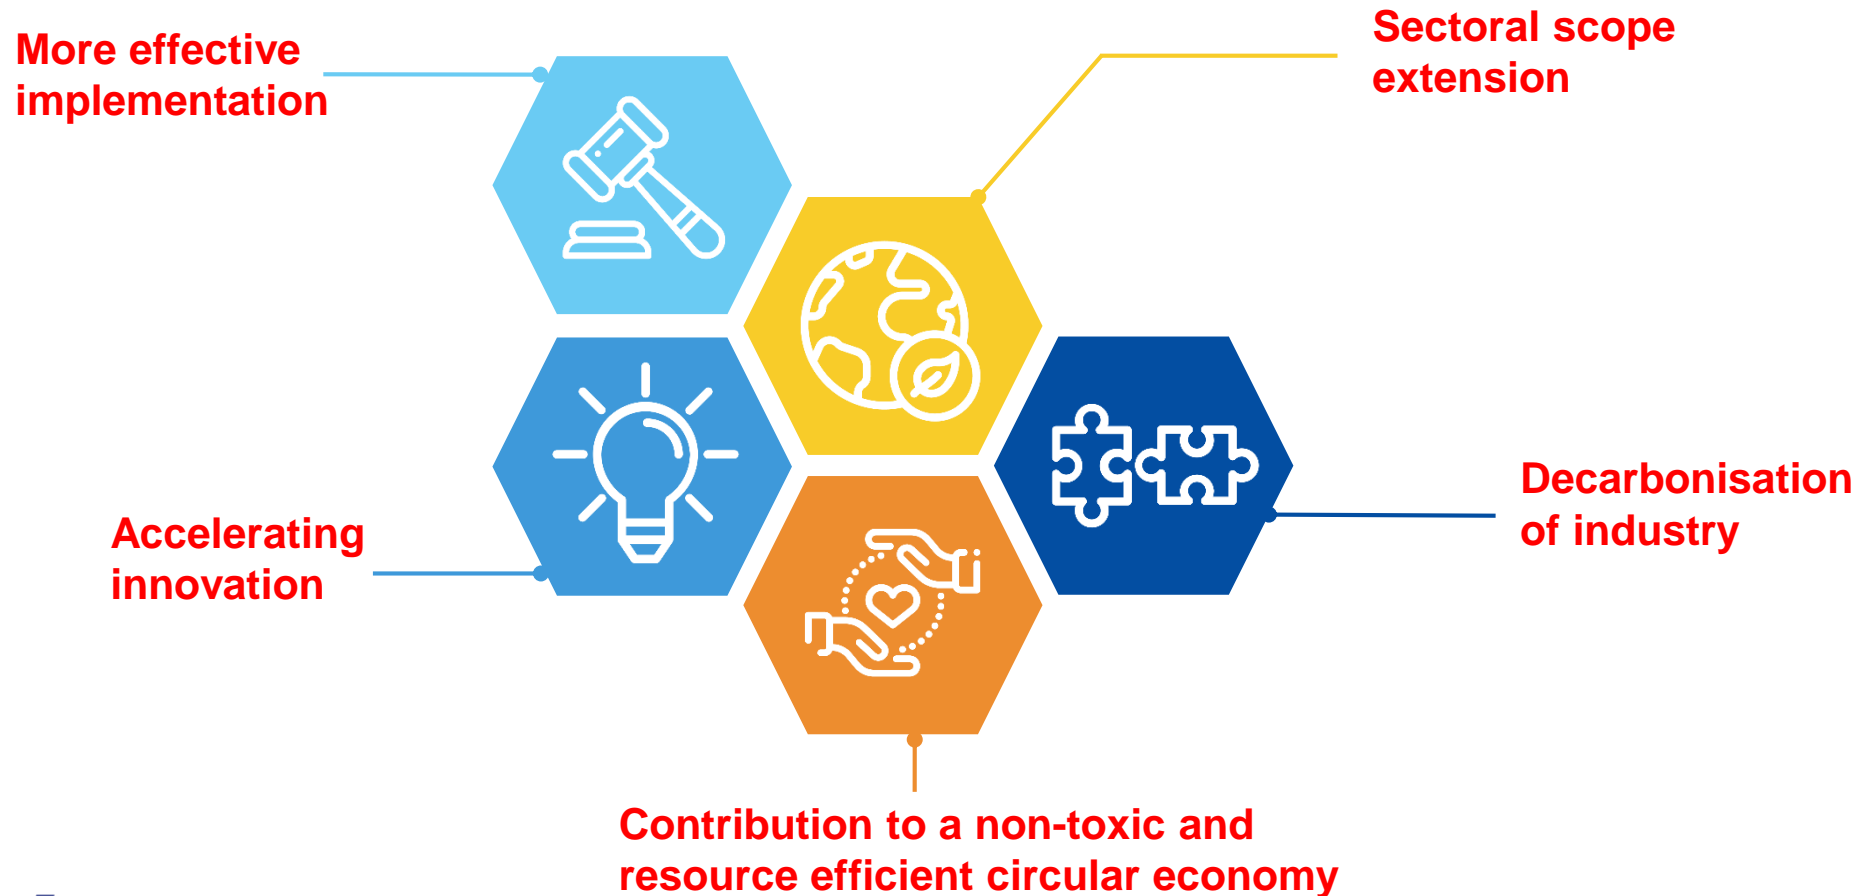 More effective
implementation
Sectoral scope
extension
Accelerating
innovation
Decarbonisation
of industry
Contribution to a non-toxic and
resource efficient circular economy